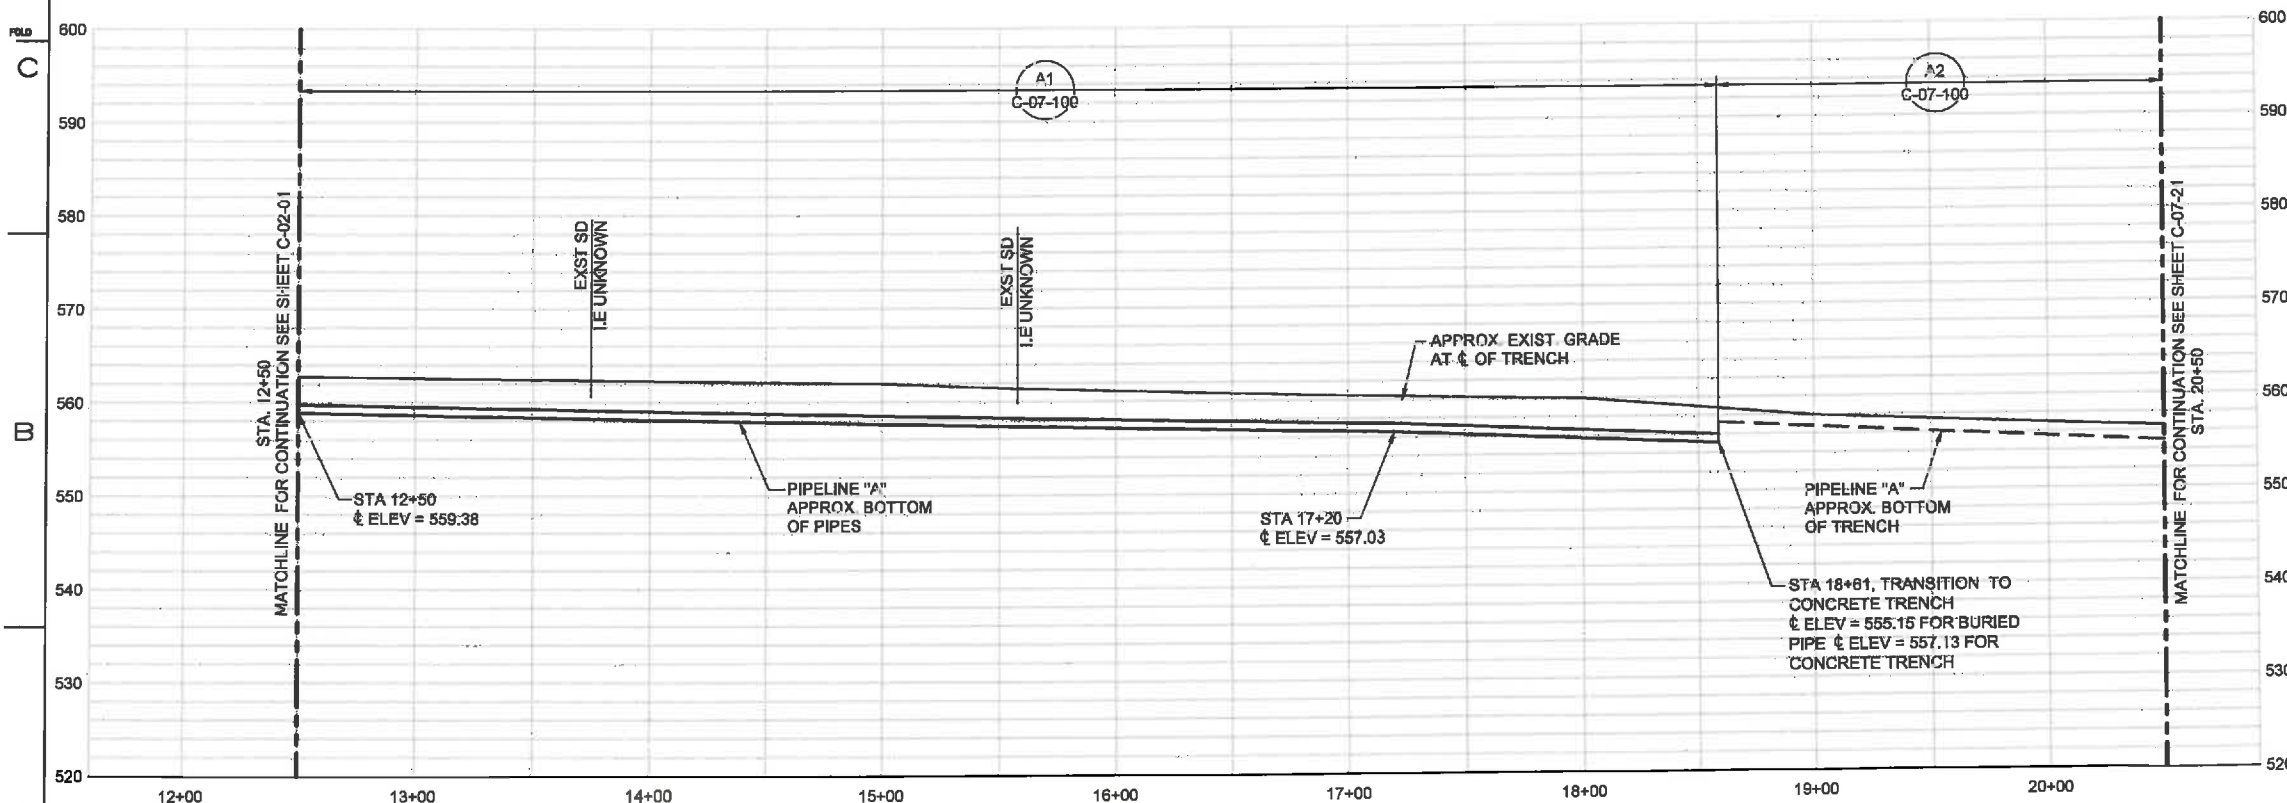 FOLD
C
B
600
590
580
570
560
550
540
530
520
600
590
580
570
560
550
540
530
520
A1
C-07-100
A2
C-07-100
STA. 12+50
MATCHLINE FOR CONTINUATION SEE SHEET C-02-01
EXST SD
I.E UNKNOWN
EXST SD
I.E UNKNOWN
APPROX. EXIST. GRADE
AT ℄ OF TRENCH
STA 12+50
℄ ELEV = 559.38
PIPELINE "A"
APPROX. BOTTOM
OF PIPES
STA 17+20
℄ ELEV = 557.03
PIPELINE "A"
APPROX. BOTTOM
OF TRENCH
STA 18+61, TRANSITION TO
CONCRETE TRENCH
℄ ELEV = 555.15 FOR BURIED
PIPE ℄ ELEV = 557.13 FOR
CONCRETE TRENCH
MATCHLINE FOR CONTINUATION SEE SHEET C-07-21
STA. 20+50
12+00
13+00
14+00
15+00
16+00
17+00
18+00
19+00
20+00